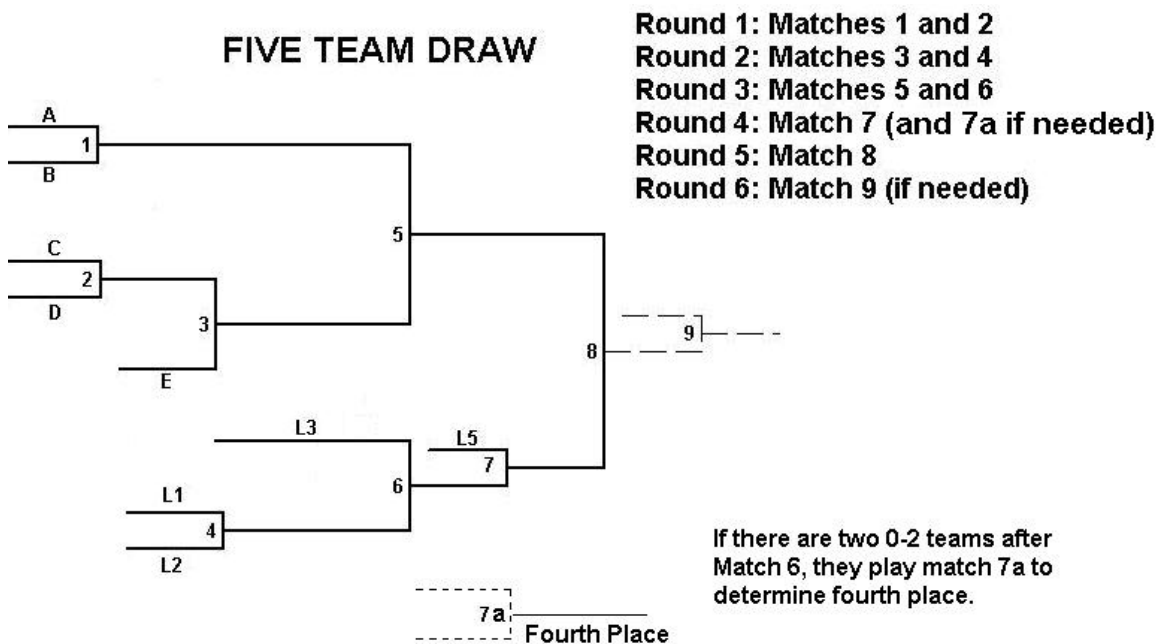 FIVE TEAM DRAW
Round 1: Matches 1 and 2
Round 2: Matches 3 and 4
Round 3: Matches 5 and 6
Round 4: Match 7 (and 7a if needed)
Round 5: Match 8
Round 6: Match 9 (if needed)
A
1
B
5
C
2
D
3
E
9
8
L3
L5
7
6
L1
4
L2
If there are two 0-2 teams after
Match 6, they play match 7a to
determine fourth place.
7a
Fourth Place